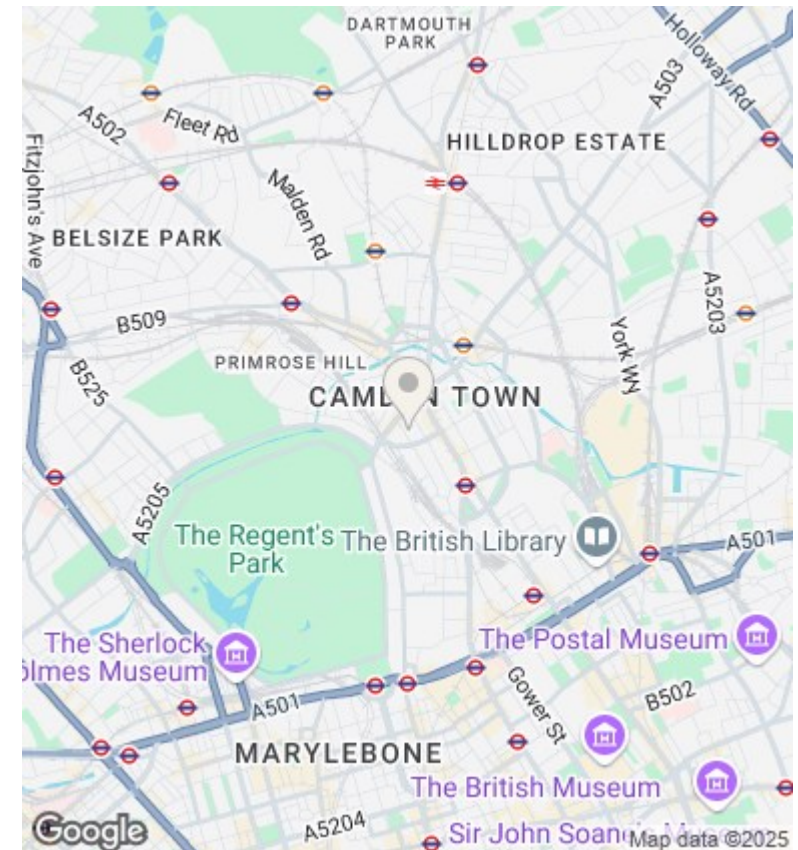 DARTMOUTH
PARK
Holloway Rd
A503
A502
Fleet Rd
HILLDROP ESTATE
Fitzjohn's Ave
Malden Rd
BELSIZE PARK
A5203
B509
York Wy
PRIMROSE HILL
B525
TOWN
A5205
The Regent's
Park
The British Library
A501
The Sherlock
Museum
The Postal Museum
Gower St
B502
A501
MARYLEBONE
The British Museum
A5204
Sir John
Google
Map data ©2025